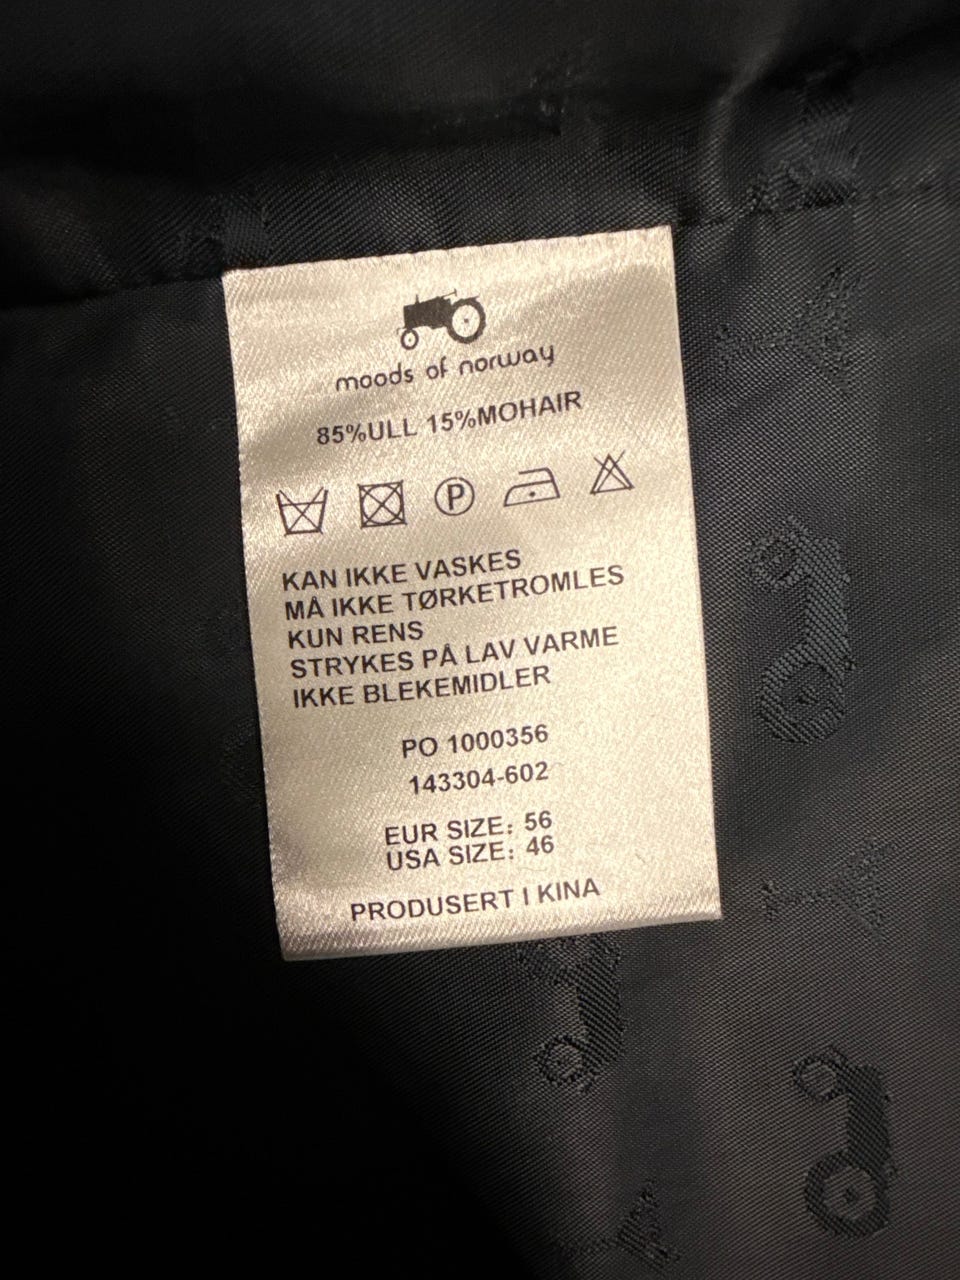 moods of norway
85%ULL 15%MOHAIR
P
KAN IKKE VASKES
MÅ IKKE TØRKETROMLES
KUN RENS
STRYKES PÅ LAV VARME
IKKE BLEKEMIDLER
PO 1000356
143304-602
EUR SIZE: 56
USA SIZE: 46
PRODUSERT I KINA